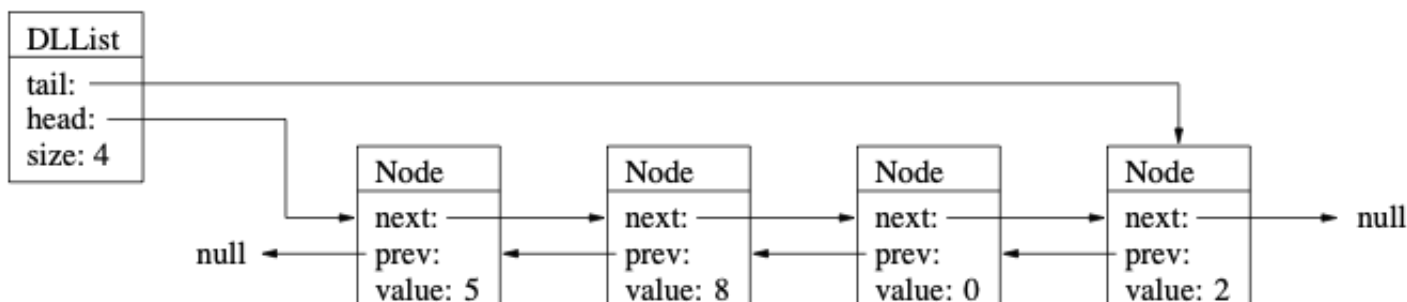 DLList
tail:
head:
size: 4
Node Node Node Node
next: next: next: next: null
null prev: prev: prev: prev:
value: 5 value: 8 value: 0 value: 2